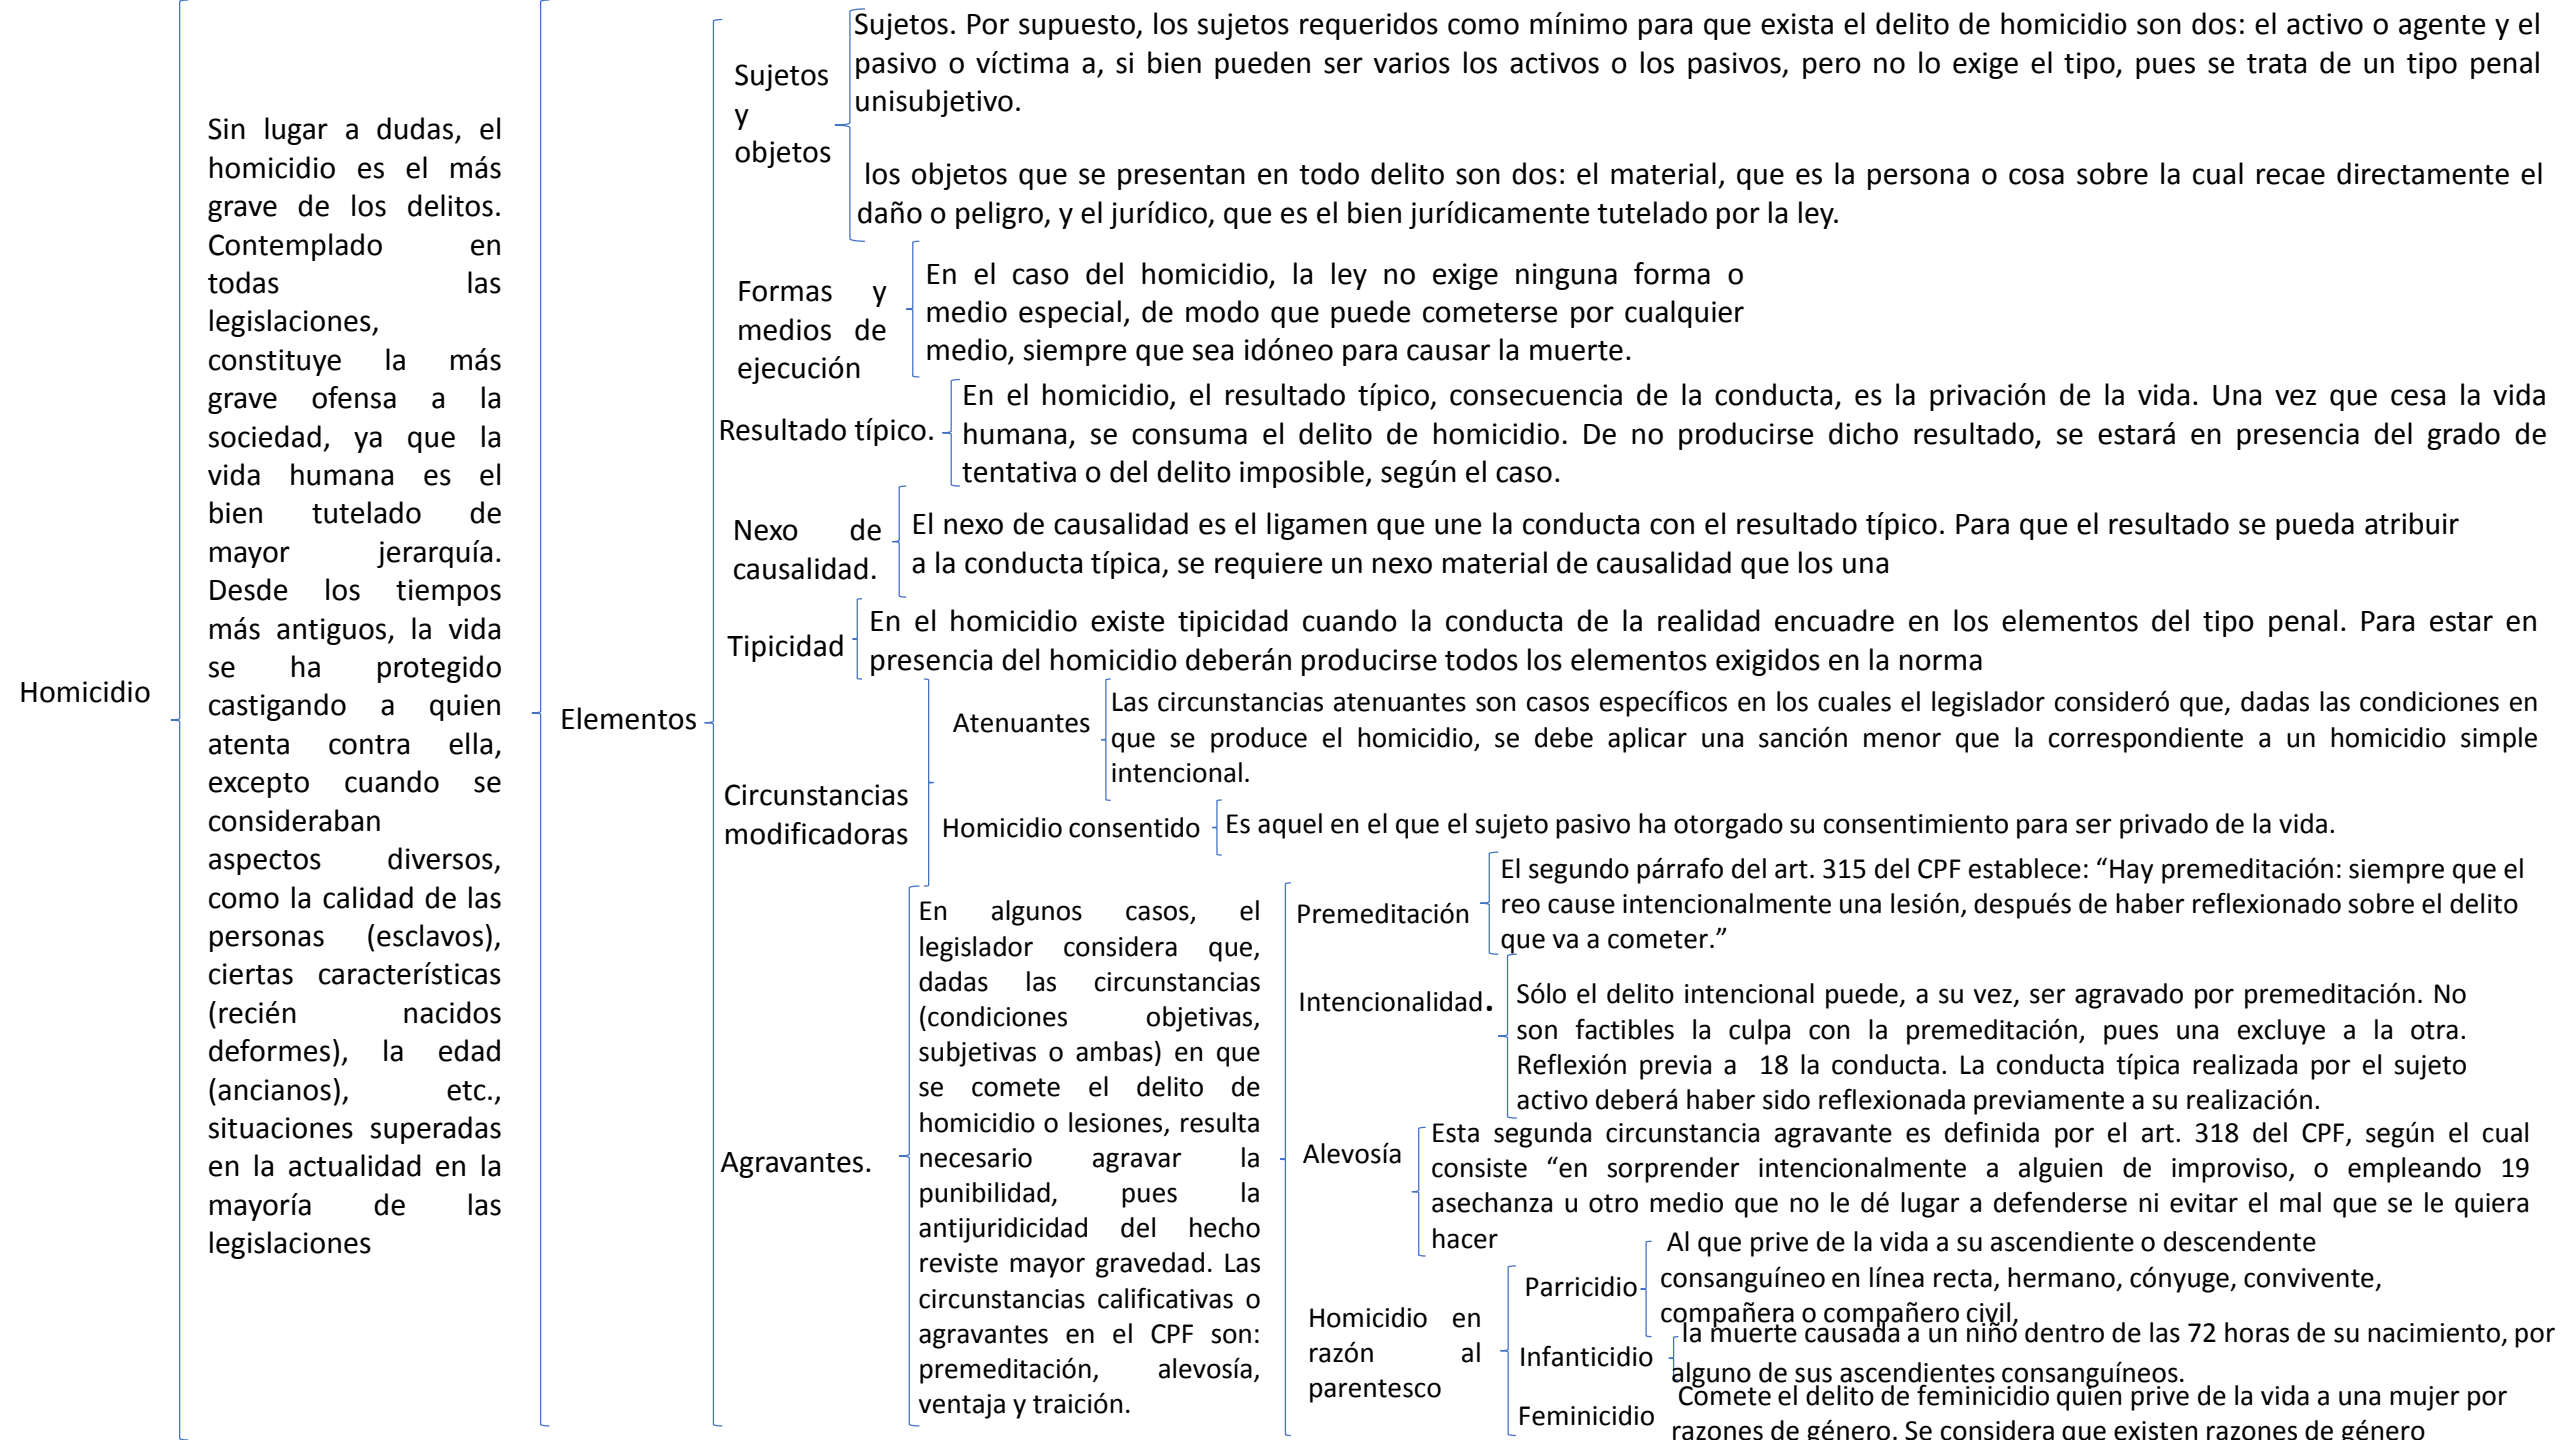 Homicidio
Sin lugar a dudas, el
homicidio es el más
grave de los delitos.
Contemplado en
todas las
legislaciones,
constituye la más
grave ofensa a la
sociedad, ya que la
vida humana es el
bien tutelado de
mayor jerarquía.
Desde los tiempos
más antiguos, la vida
se ha protegido
castigando a quien
atenta contra ella,
excepto cuando se
consideraban
aspectos diversos,
como la calidad de las
personas (esclavos),
ciertas características
(recién nacidos
deformes), la edad
(ancianos), etc.,
situaciones superadas
en la actualidad en la
mayoría de las
legislaciones
Elementos
Sujetos
y
objetos
Sujetos. Por supuesto, los sujetos requeridos como mínimo para que exista el delito de homicidio son dos: el activo o agente y el
pasivo o víctima a, si bien pueden ser varios los activos o los pasivos, pero no lo exige el tipo, pues se trata de un tipo penal
unisubjetivo.
los objetos que se presentan en todo delito son dos: el material, que es la persona o cosa sobre la cual recae directamente el
daño o peligro, y el jurídico, que es el bien jurídicamente tutelado por la ley.
Formas y
medios de
ejecución
En el caso del homicidio, la ley no exige ninguna forma o
medio especial, de modo que puede cometerse por cualquier
medio, siempre que sea idóneo para causar la muerte.
Resultado típico.
En el homicidio, el resultado típico, consecuencia de la conducta, es la privación de la vida. Una vez que cesa la vida
humana, se consuma el delito de homicidio. De no producirse dicho resultado, se estará en presencia del grado de
tentativa o del delito imposible, según el caso.
Nexo de
causalidad.
El nexo de causalidad es el ligamen que une la conducta con el resultado típico. Para que el resultado se pueda atribuir
a la conducta típica, se requiere un nexo material de causalidad que los una
Tipicidad
En el homicidio existe tipicidad cuando la conducta de la realidad encuadre en los elementos del tipo penal. Para estar en
presencia del homicidio deberán producirse todos los elementos exigidos en la norma
Circunstancias
modificadoras
Atenuantes
Las circunstancias atenuantes son casos específicos en los cuales el legislador consideró que, dadas las condiciones en
que se produce el homicidio, se debe aplicar una sanción menor que la correspondiente a un homicidio simple
intencional.
Homicidio consentido
Es aquel en el que el sujeto pasivo ha otorgado su consentimiento para ser privado de la vida.
Agravantes.
En algunos casos, el
legislador considera que,
dadas las circunstancias
(condiciones objetivas,
subjetivas o ambas) en que
se comete el delito de
homicidio o lesiones, resulta
necesario agravar la
punibilidad, pues la
antijuridicidad del hecho
reviste mayor gravedad. Las
circunstancias calificativas o
agravantes en el CPF son:
premeditación, alevosía,
ventaja y traición.
Premeditación
El segundo párrafo del art. 315 del CPF establece: “Hay premeditación: siempre que el
reo cause intencionalmente una lesión, después de haber reflexionado sobre el delito
que va a cometer.”
Intencionalidad.
Sólo el delito intencional puede, a su vez, ser agravado por premeditación. No
son factibles la culpa con la premeditación, pues una excluye a la otra.
Reflexión previa a 18 la conducta. La conducta típica realizada por el sujeto
activo deberá haber sido reflexionada previamente a su realización.
Alevosía
Esta segunda circunstancia agravante es definida por el art. 318 del CPF, según el cual
consiste “en sorprender intencionalmente a alguien de improviso, o empleando 19
asechanza u otro medio que no le dé lugar a defenderse ni evitar el mal que se le quiera
hacer
Homicidio en
razón al
parentesco
Parricidio
Al que prive de la vida a su ascendiente o descendente
consanguíneo en línea recta, hermano, cónyuge, convivente,
compañera o compañero civil,
Infanticidio
la muerte causada a un niño dentro de las 72 horas de su nacimiento, por
alguno de sus ascendientes consanguíneos.
Feminicidio
Comete el delito de feminicidio quien prive de la vida a una mujer por
razones de género. Se considera que existen razones de género